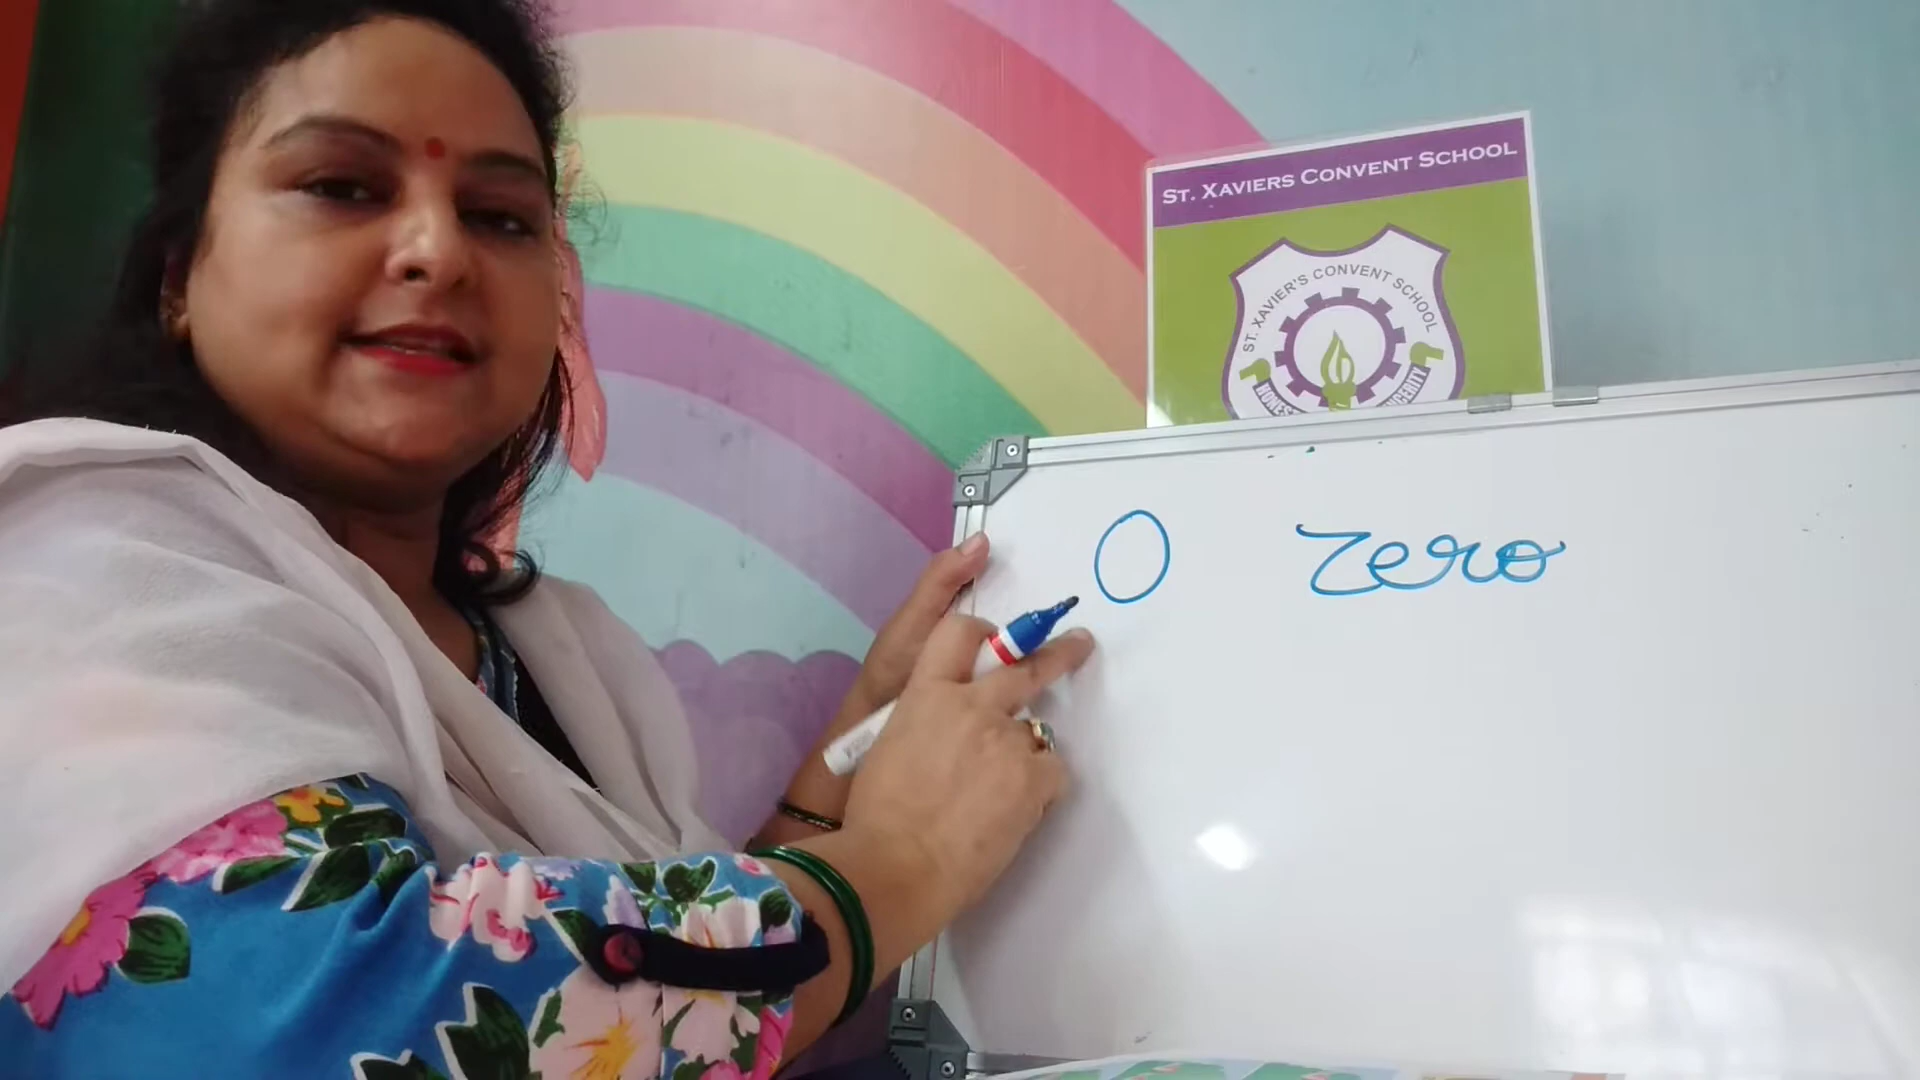 ST. XAVIERS CONVENT SCHOOL
ST. XAVIER'S CONVENT SCHOOL
0 zero